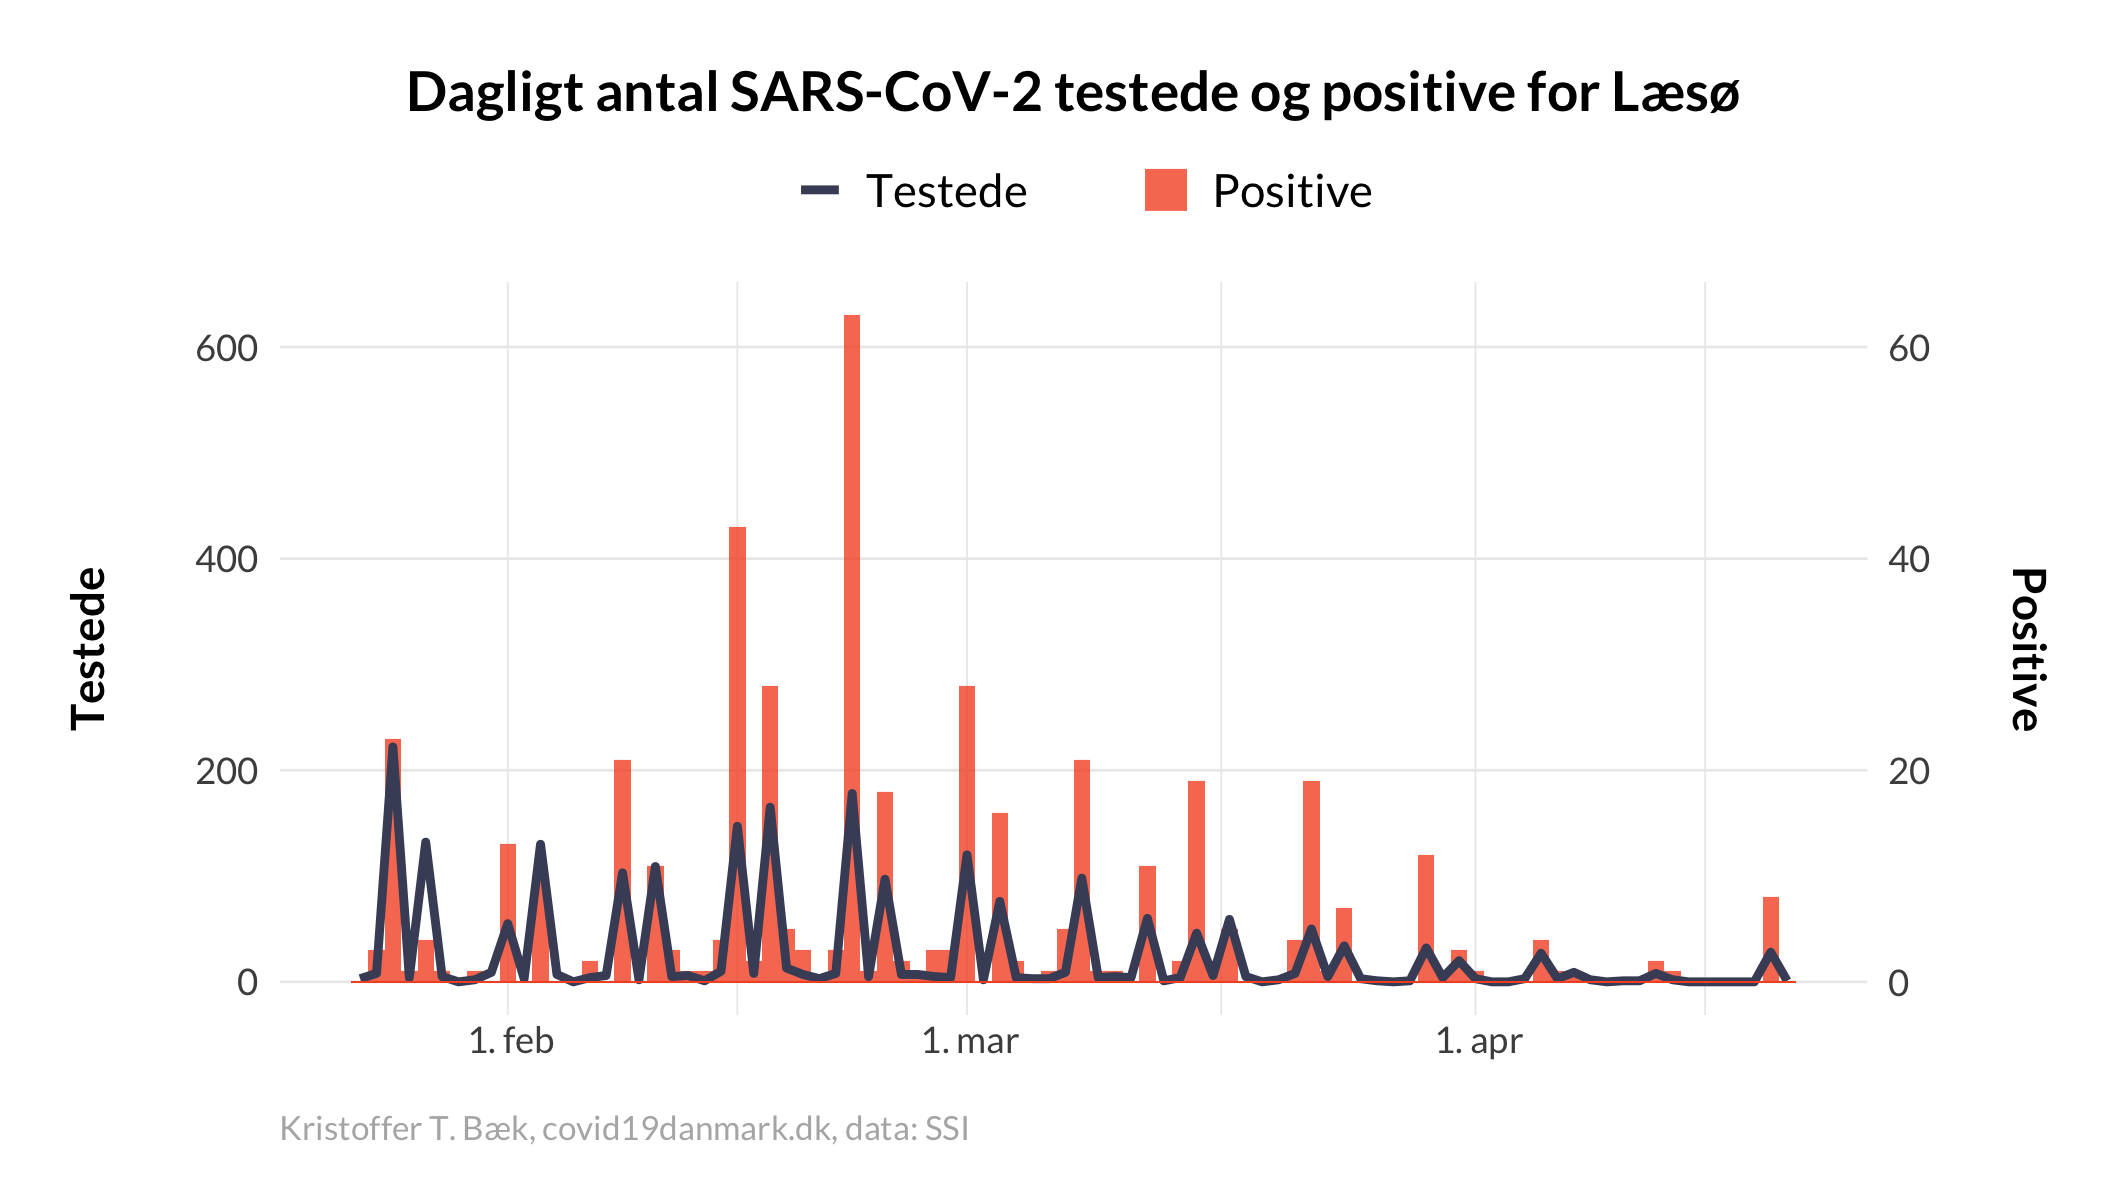 Dagligt antal SARS-CoV-2 testede og positive for Læsø
Testede
Positive
600
400
200
0
60
40
20
0
Testede
Positive
1. feb
1. mar
1. apr
Kristoffer T. Bæk, covid19danmark.dk, data: SSI